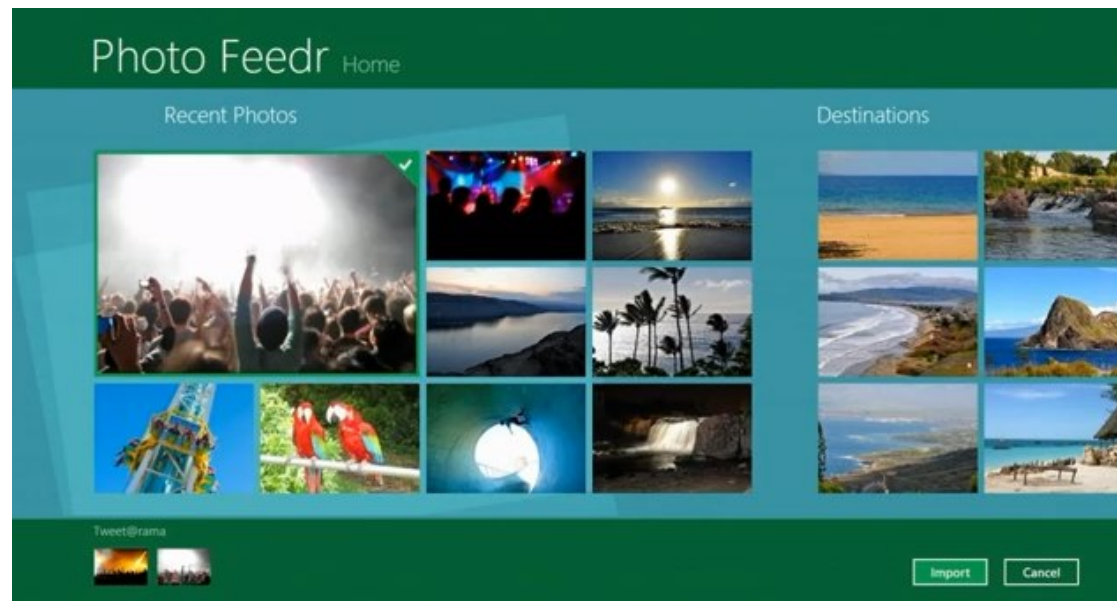 Photo Feedr Home
Recent Photos
Destinations
Tweet@rama
Import
Cancel